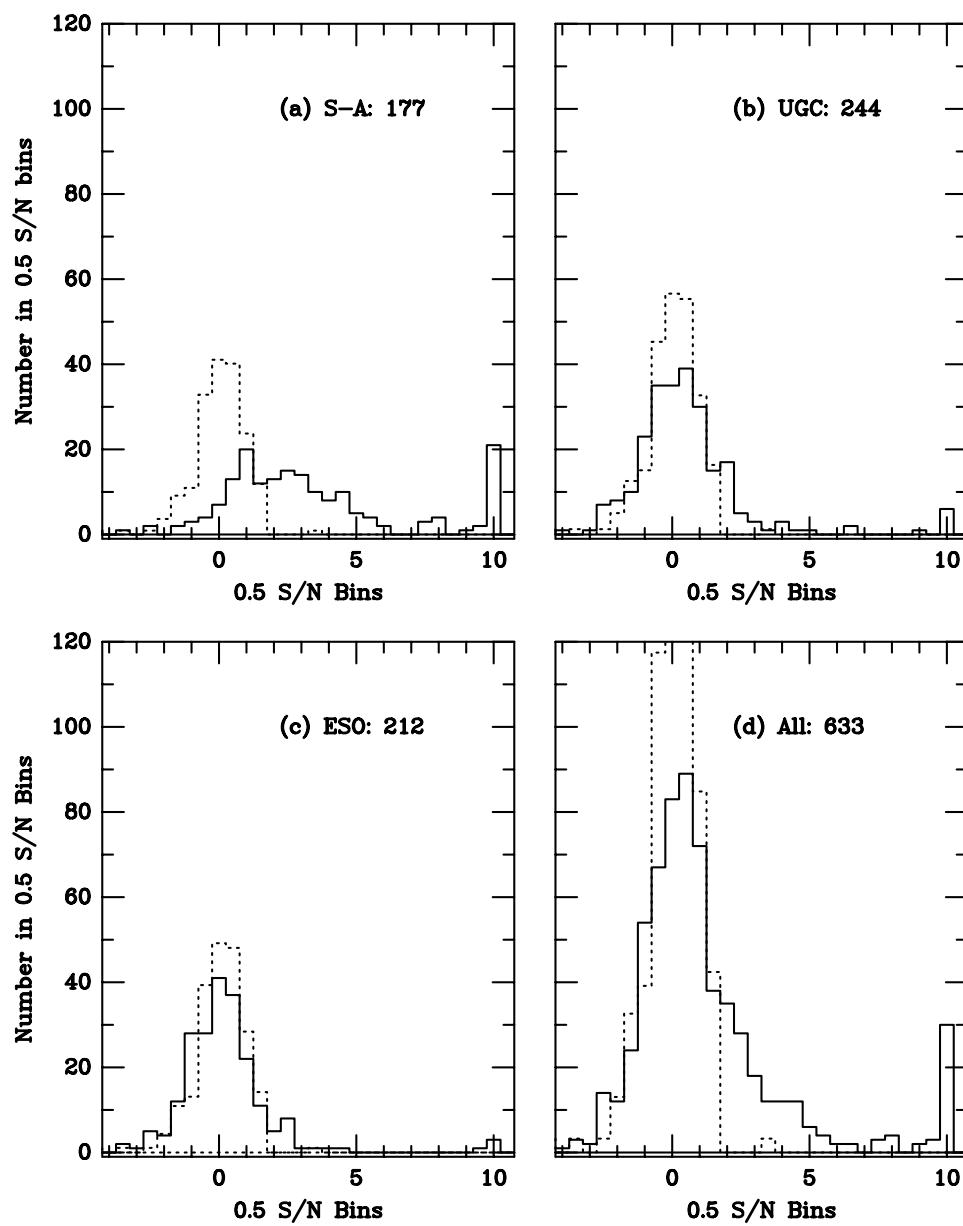 120
100
80
60
40
20
0
Number in 0.5 S/N bins
(a) S-A: 177
0 5 10
0.5 S/N Bins
(b) UGC: 244
0 5 10
0.5 S/N Bins
120
100
80
60
40
20
0
Number in 0.5 S/N Bins
(c) ESO: 212
0 5 10
0.5 S/N Bins
(d) All: 633
0 5 10
0.5 S/N Bins